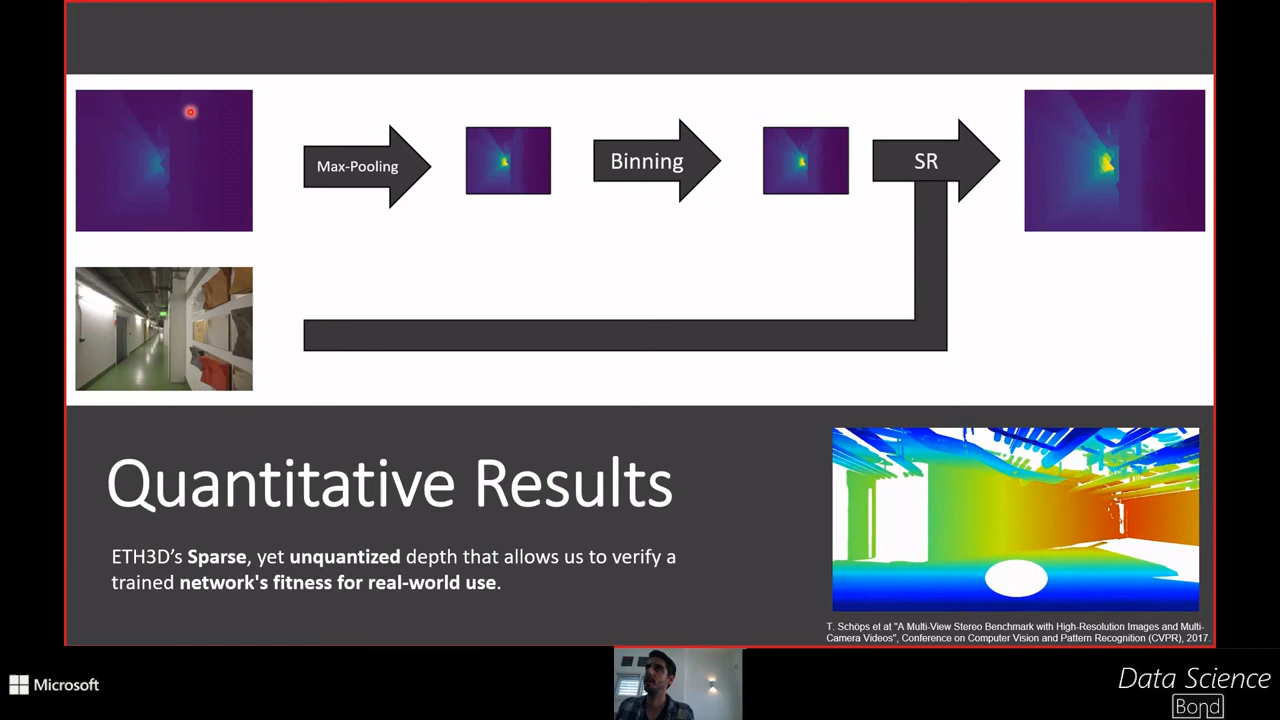 Max-Pooling
Binning
SR
Quantitative Results
ETH3D's Sparse, yet unquantized depth that allows us to verify a
trained network's fitness for real-world use.
T. Schöps et at "A Multi-View Stereo Benchmark with High-Resolution Images and Multi-
Camera Videos", Conference on Computer Vision and Pattern Recognition (CVPR), 2017.
Microsoft
Data Science
Bond